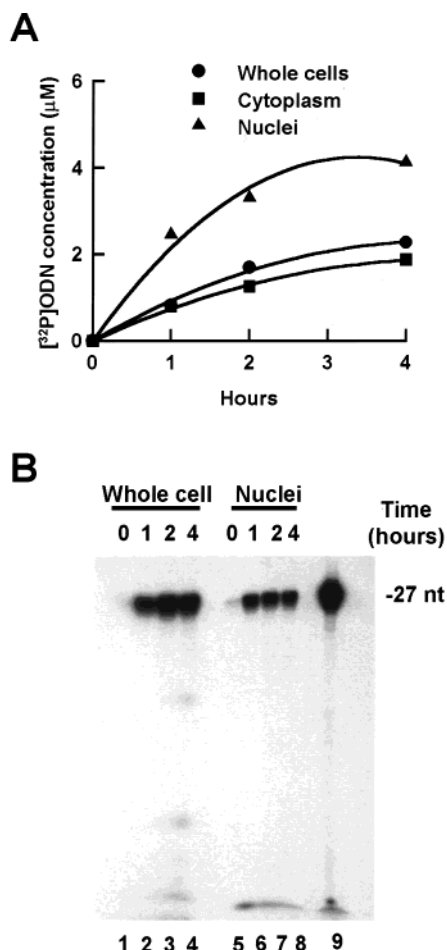 A
[³²P]ODN concentration (μM)
6
4
2
0
Whole cells
Cytoplasm
Nuclei
0 1 2 3 4
Hours
B
Whole cell Nuclei Time
0 1 2 4 0 1 2 4 (hours)
-27 nt
1 2 3 4 5 6 7 8 9